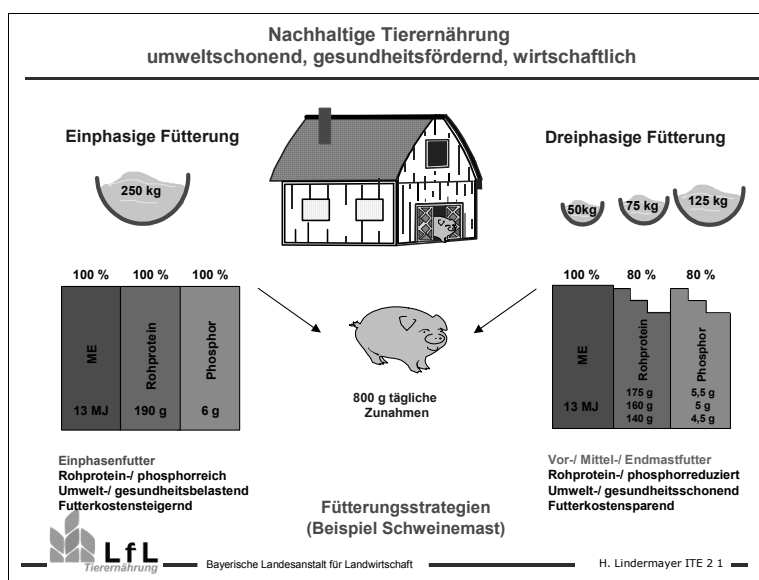 Nachhaltige Tierernährung
umweltschonend, gesundheitsfördernd, wirtschaftlich
Einphasige Fütterung
250 kg
100 % 100 % 100 %
ME
Rohprotein
Phosphor
13 MJ 190 g 6 g
Einphasenfutter
Rohprotein-/ phosphorreich
Umwelt-/ gesundheitsbelastend
Futterkostensteigernd
800 g tägliche
Zunahmen
Dreiphasige Fütterung
50kg 75 kg 125 kg
100 % 80 % 80 %
ME
Rohprotein
Phosphor
13 MJ
175 g 5,5 g
160 g 5 g
140 g 4,5 g
Vor-/ Mittel-/ Endmastfutter
Rohprotein-/ phosphorreduziert
Umwelt-/ gesundheitsschonend
Futterkostensparend
Fütterungsstrategien
(Beispiel Schweinemast)
LfL
Tierernährung
Bayerische Landesanstalt für Landwirtschaft
H. Lindermayer ITE 2 1